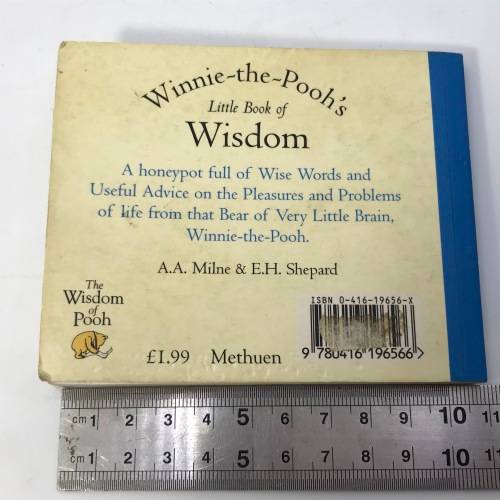 Winnie-the-Pooh's
Little Book of
Wisdom
A honeypot full of Wise Words and
Useful Advice on the Pleasures and Problems
of life from that Bear of Very Little Brain,
Winnie-the-Pooh.
A.A. Milne & E.H. Shepard
The
Wisdom
of
Pooh
£1.99 Methuen
ISBN 0-416-19656-X
9 780416 196566 >
cm 1 2 3 4 5 6 7 8 9 10 11
cm 1 2 3 4 5 6 7 8 9 10 11